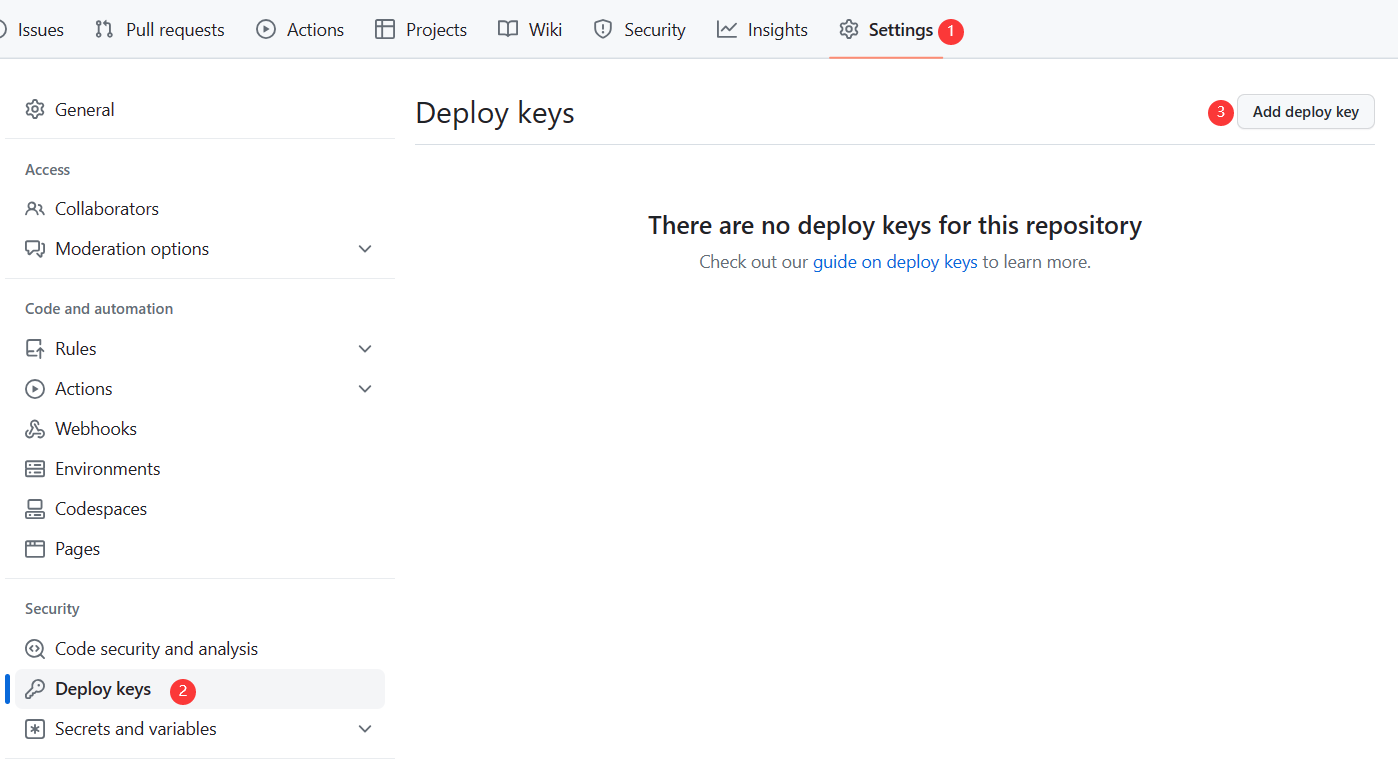 Issues Pull requests Actions Projects Wiki Security Insights Settings 1
General
Deploy keys
3 Add deploy key
Access
Collaborators
Moderation options
There are no deploy keys for this repository
Check out our guide on deploy keys to learn more.
Code and automation
Rules
Actions
Webhooks
Environments
Codespaces
Pages
Security
Code security and analysis
Deploy keys 2
Secrets and variables